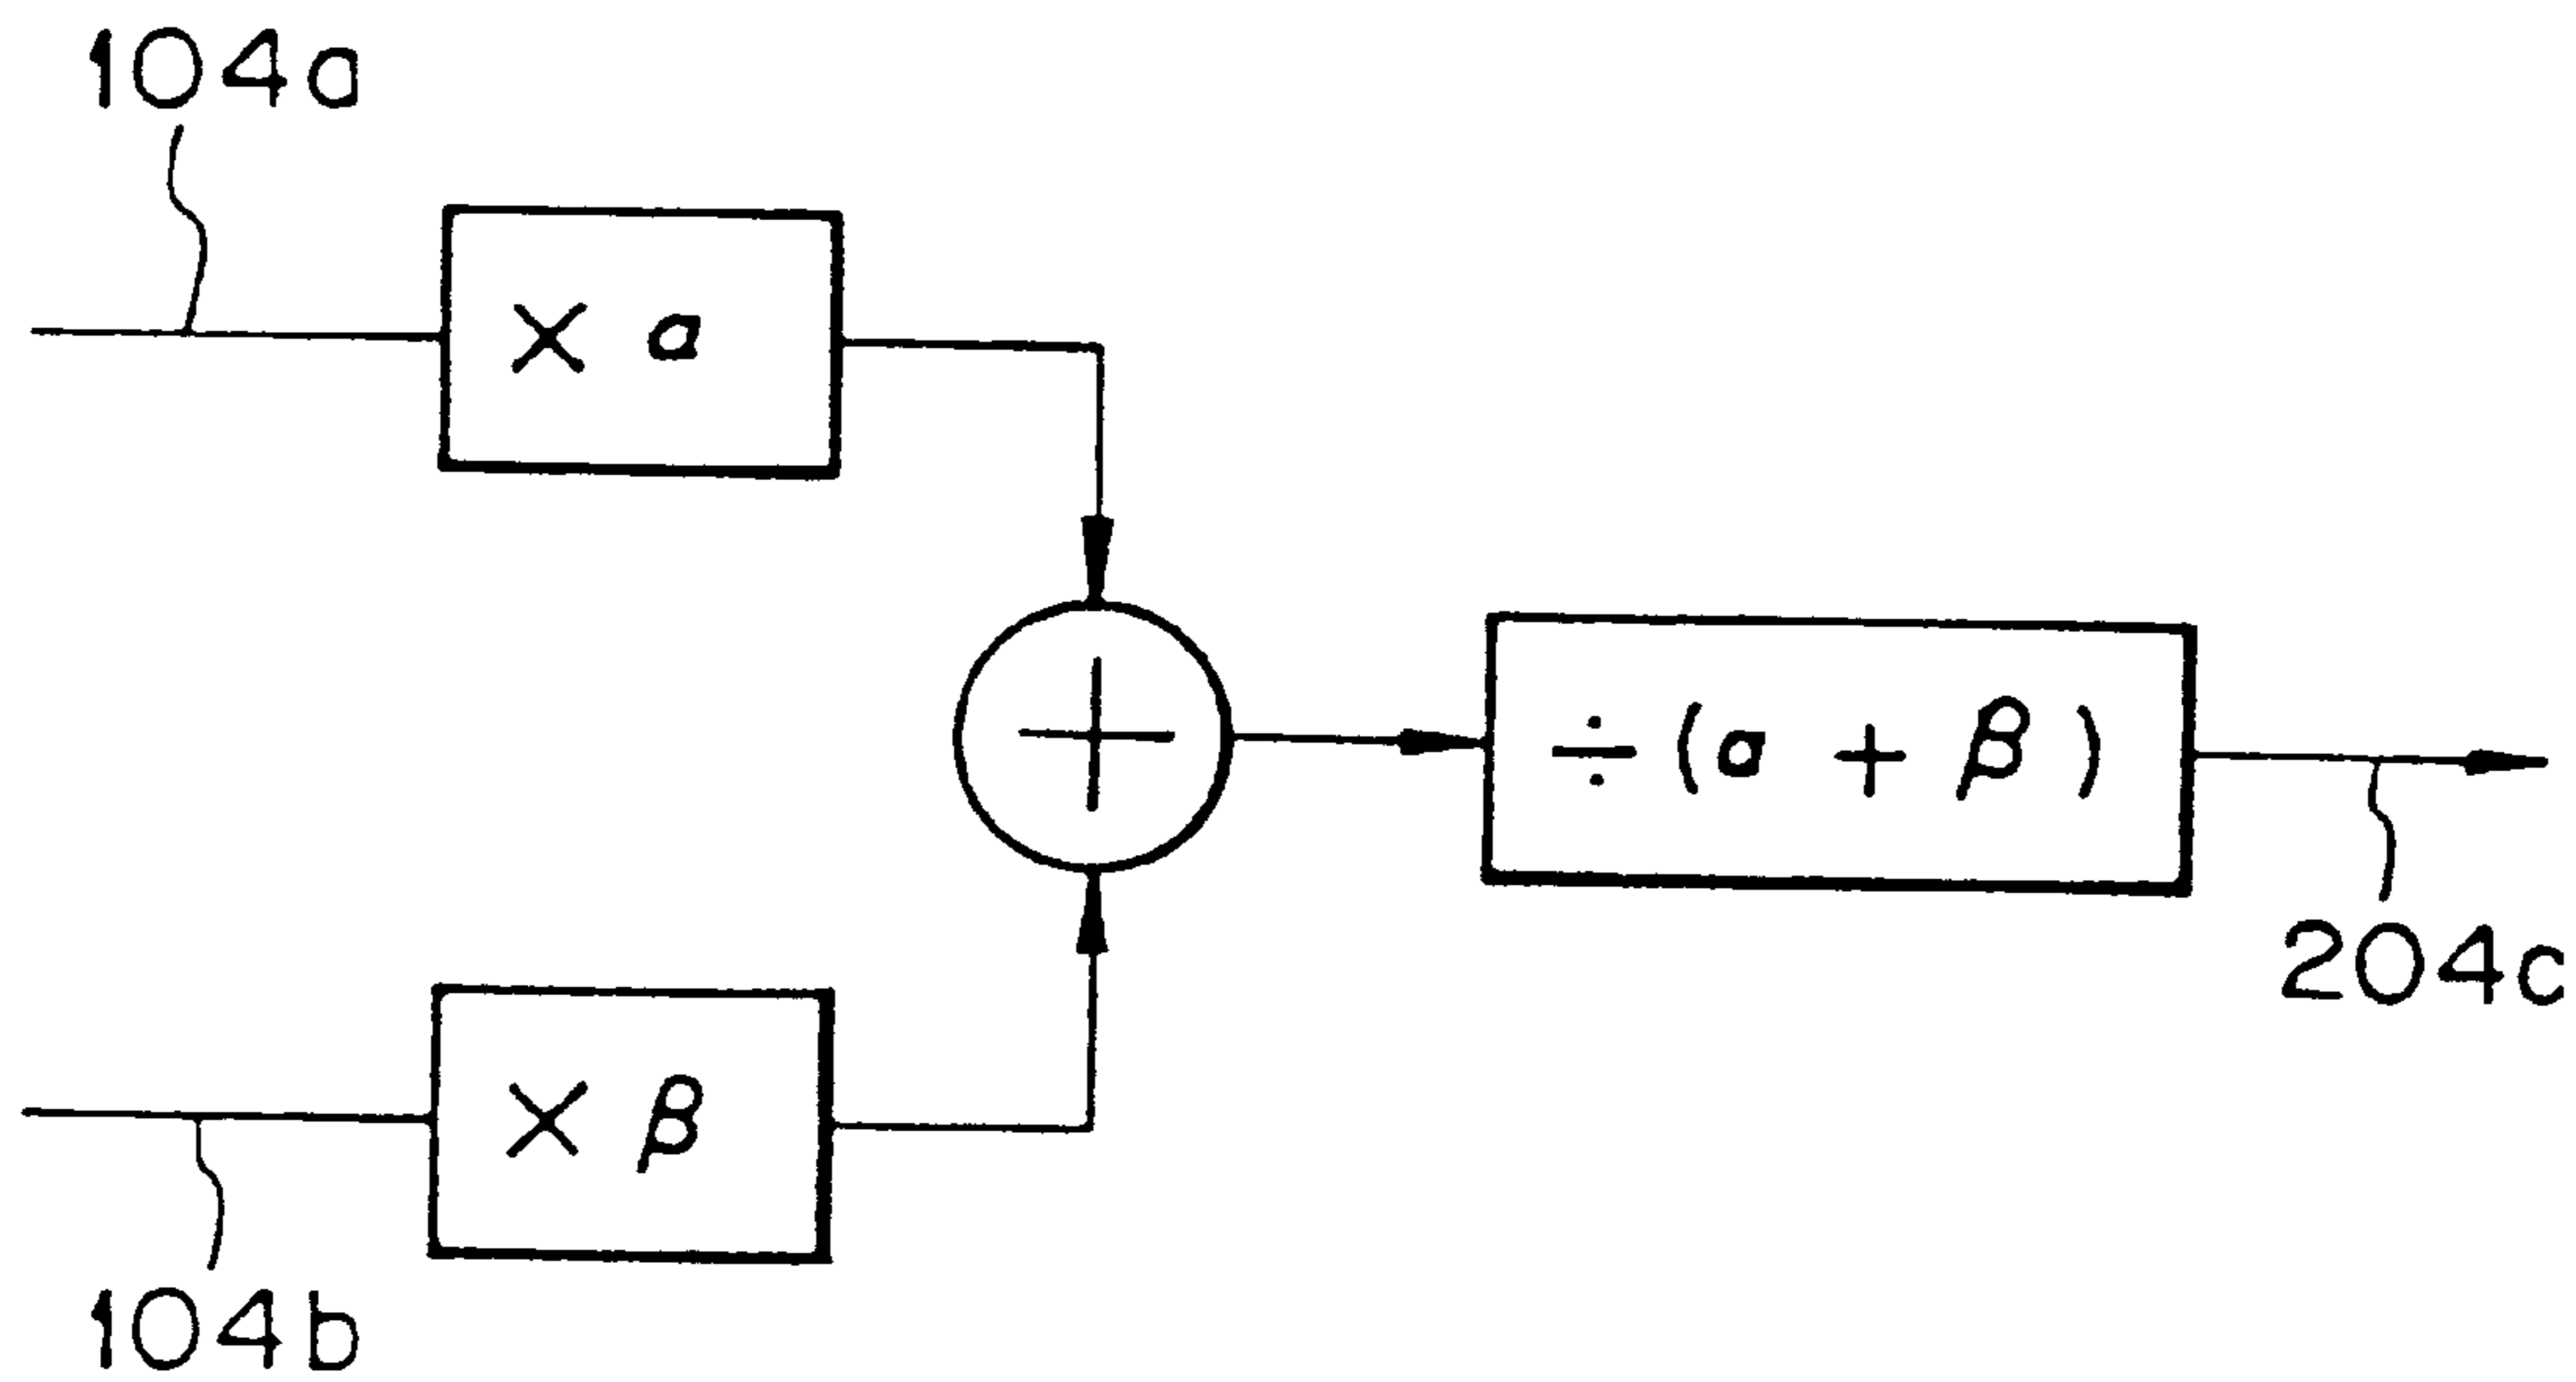 104a
× α
+
÷ (α + β)
204c
× β
104b